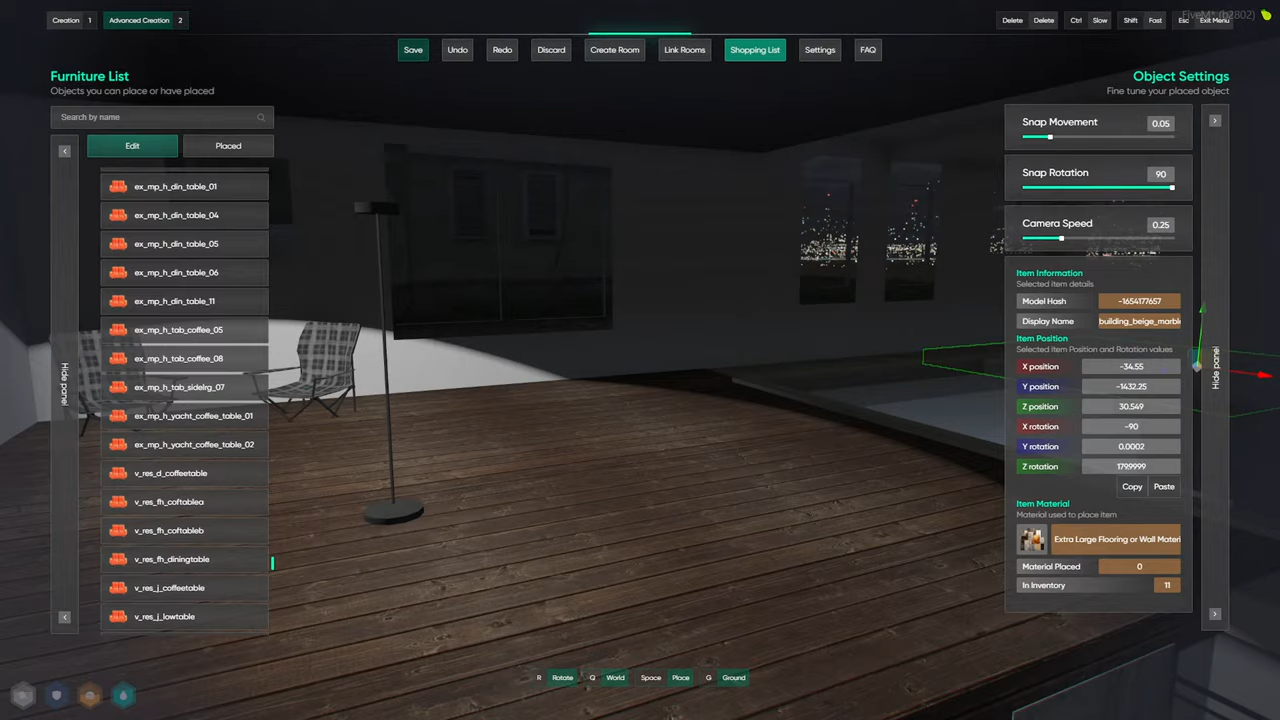 Creation 1
Advanced Creation 2
Delete Delete
Ctrl Slow
Shift Fast
Esc Exit Menu
FiveM* (b2802)
Save
Undo
Redo
Discard
Create Room
Link Rooms
Shopping List
Settings
FAQ
Furniture List
Objects you can place or have placed
Search by name
Edit
Placed
ex_mp_h_din_table_01
ex_mp_h_din_table_04
ex_mp_h_din_table_05
ex_mp_h_din_table_06
ex_mp_h_din_table_11
ex_mp_h_tab_coffee_05
ex_mp_h_tab_coffee_08
ex_mp_h_tab_sidelrg_07
ex_mp_h_yacht_coffee_table_01
ex_mp_h_yacht_coffee_table_02
v_res_d_coffeetable
v_res_fh_coftablea
v_res_fh_coftableb
v_res_fh_diningtable
v_res_j_coffeetable
v_res_j_lowtable
Hide panel
Object Settings
Fine tune your placed object
Snap Movement 0.05
Snap Rotation 90
Camera Speed 0.25
Item Information
Selected item details
Model Hash -1654177657
Display Name building_beige_marbl
Item Position
Selected Item Position and Rotation values
X position -34.55
Y position -1432.25
Z position 30.549
X rotation -90
Y rotation 0.0002
Z rotation 179.9999
Copy Paste
Item Material
Material used to place item
Extra Large Flooring or Wall Materi
Material Placed 0
In Inventory 11
Hide panel
R Rotate
Q World
Space Place
G Ground